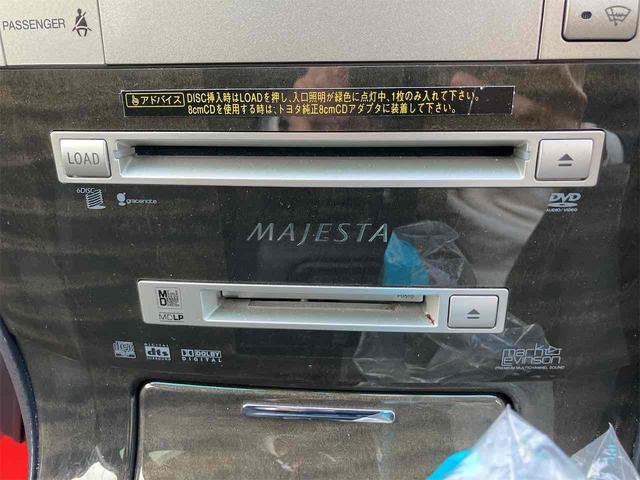 PASSENGER
アドバイス DISC挿入時はLOADを押し、入口照明が緑色に点灯中、1枚のみ入れて下さい。
8cmCDを使用する時は、トヨタ純正8cmCDアダプタに装着して下さい。
LOAD
6DISC
gracenote
DVD
AUDIO/VIDEO
MAJESTA
MD
MDLP
dts
DIGITAL
SURROUND
DOLBY
DIGITAL
mark
levinson
PREMIUM MULTICHANNEL SOUND